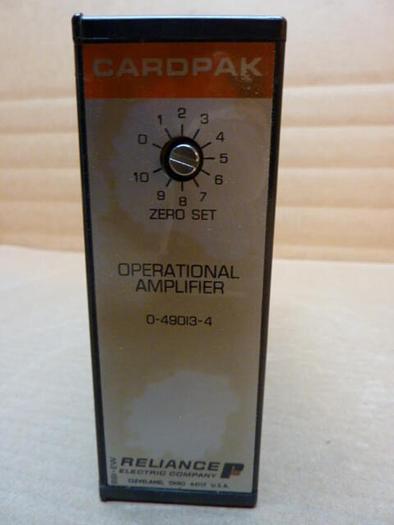 CARDPAK
0 1 2 3 4 5 6 7 8 9 10
ZERO SET
OPERATIONAL
AMPLIFIER
0-49013-4
RELIANCE
ELECTRIC COMPANY
CLEVELAND, OHIO 44117 U.S.A.